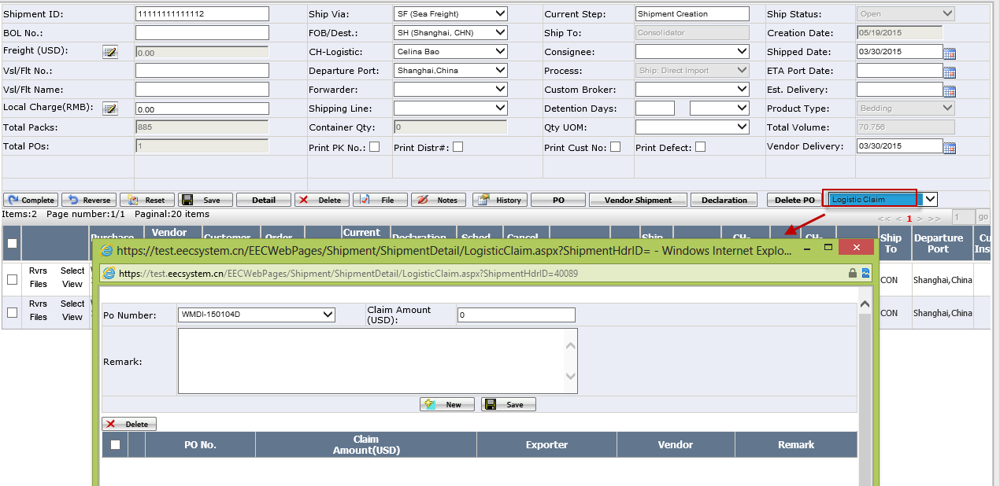 Shipment ID: 11111111111112 Ship Via: SF (Sea Freight) Current Step: Shipment Creation Ship Status: Open
BOL No.: FOB/Dest.: SH (Shanghai, CHN) Ship To: Consolidator Creation Date: 05/19/2015
Freight (USD): 0.00 CH-Logistic: Celina Bao Consignee: Shipped Date: 03/30/2015
Vsl/Flt No.: Departure Port: Shanghai,China Process: Ship: Direct Import ETA Port Date:
Vsl/Flt Name: Forwarder: Custom Broker: Est. Delivery:
Local Charge(RMB): 0.00 Shipping Line: Detention Days: Product Type: Bedding
Total Packs: 885 Container Qty: 0 Qty UOM: Total Volume: 70.756
Total POs: 1 Print PK No.: Print Distr#: Print Cust No: Print Defect: Vendor Delivery: 03/30/2015
Complete Reverse Reset Save Detail Delete File Notes History PO Vendor Shipment Declaration Delete PO Logistic Claim
Items:2 Page number:1/1 Paginal:20 items << < 1 > >> 1 go
Purchase Vendor Customer Order Current Declaration Sched. Cancel Ship CH- CH- Ship To Departure Port
https://test.eecsystem.cn/EECWebPages/Shipment/ShipmentDetail/LogisticClaim.aspx?ShipmentHdrID= - Windows Internet Explo...
https://test.eecsystem.cn/EECWebPages/Shipment/ShipmentDetail/LogisticClaim.aspx?ShipmentHdrID=40089
Rvrs Select
Files View
CON Shanghai,China
Rvrs Select
Files View
CON Shanghai,China
Po Number: WMDI-150104D Claim Amount (USD): 0
Remark:
New Save
Delete
PO No. Claim Amount(USD) Exporter Vendor Remark